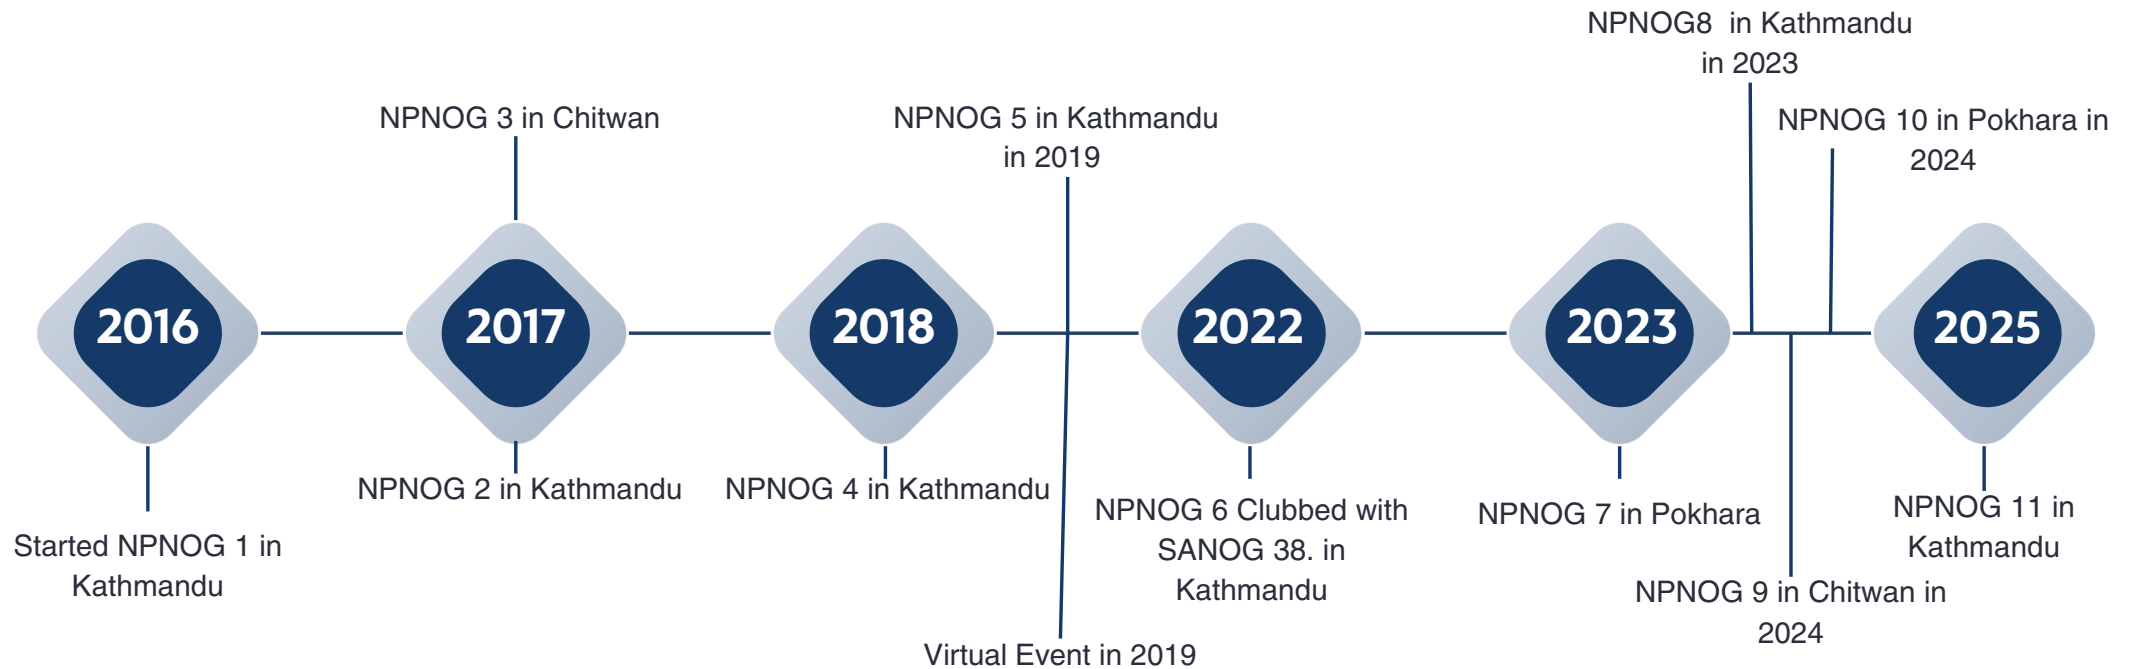 NPNOG8  in Kathmandu
in 2023
NPNOG 3 in Chitwan
NPNOG 5 in Kathmandu
in 2019
NPNOG 10 in Pokhara in
2024
2016
2017
2018
2022
2023
2025
NPNOG 2 in Kathmandu
NPNOG 4 in Kathmandu
Started NPNOG 1 in
Kathmandu
NPNOG 6 Clubbed with
SANOG 38. in
Kathmandu
NPNOG 7 in Pokhara
NPNOG 11 in
Kathmandu
NPNOG 9 in Chitwan in
2024
Virtual Event in 2019